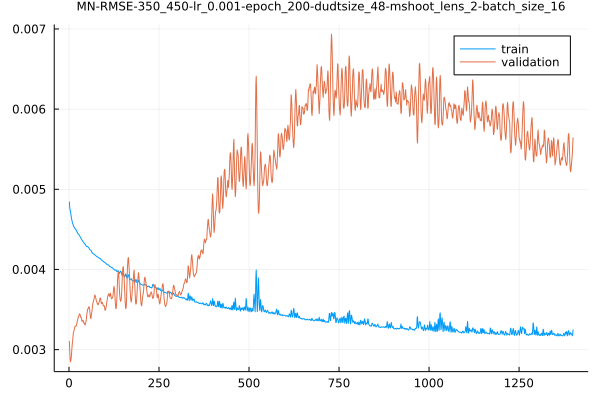 MN-RMSE-350_450-lr_0.001-epoch_200-dudtsize_48-mshoot_lens_2-batch_size_16
0.007
train
validation
0.006
0.005
0.004
0.003
0 250 500 750 1000 1250